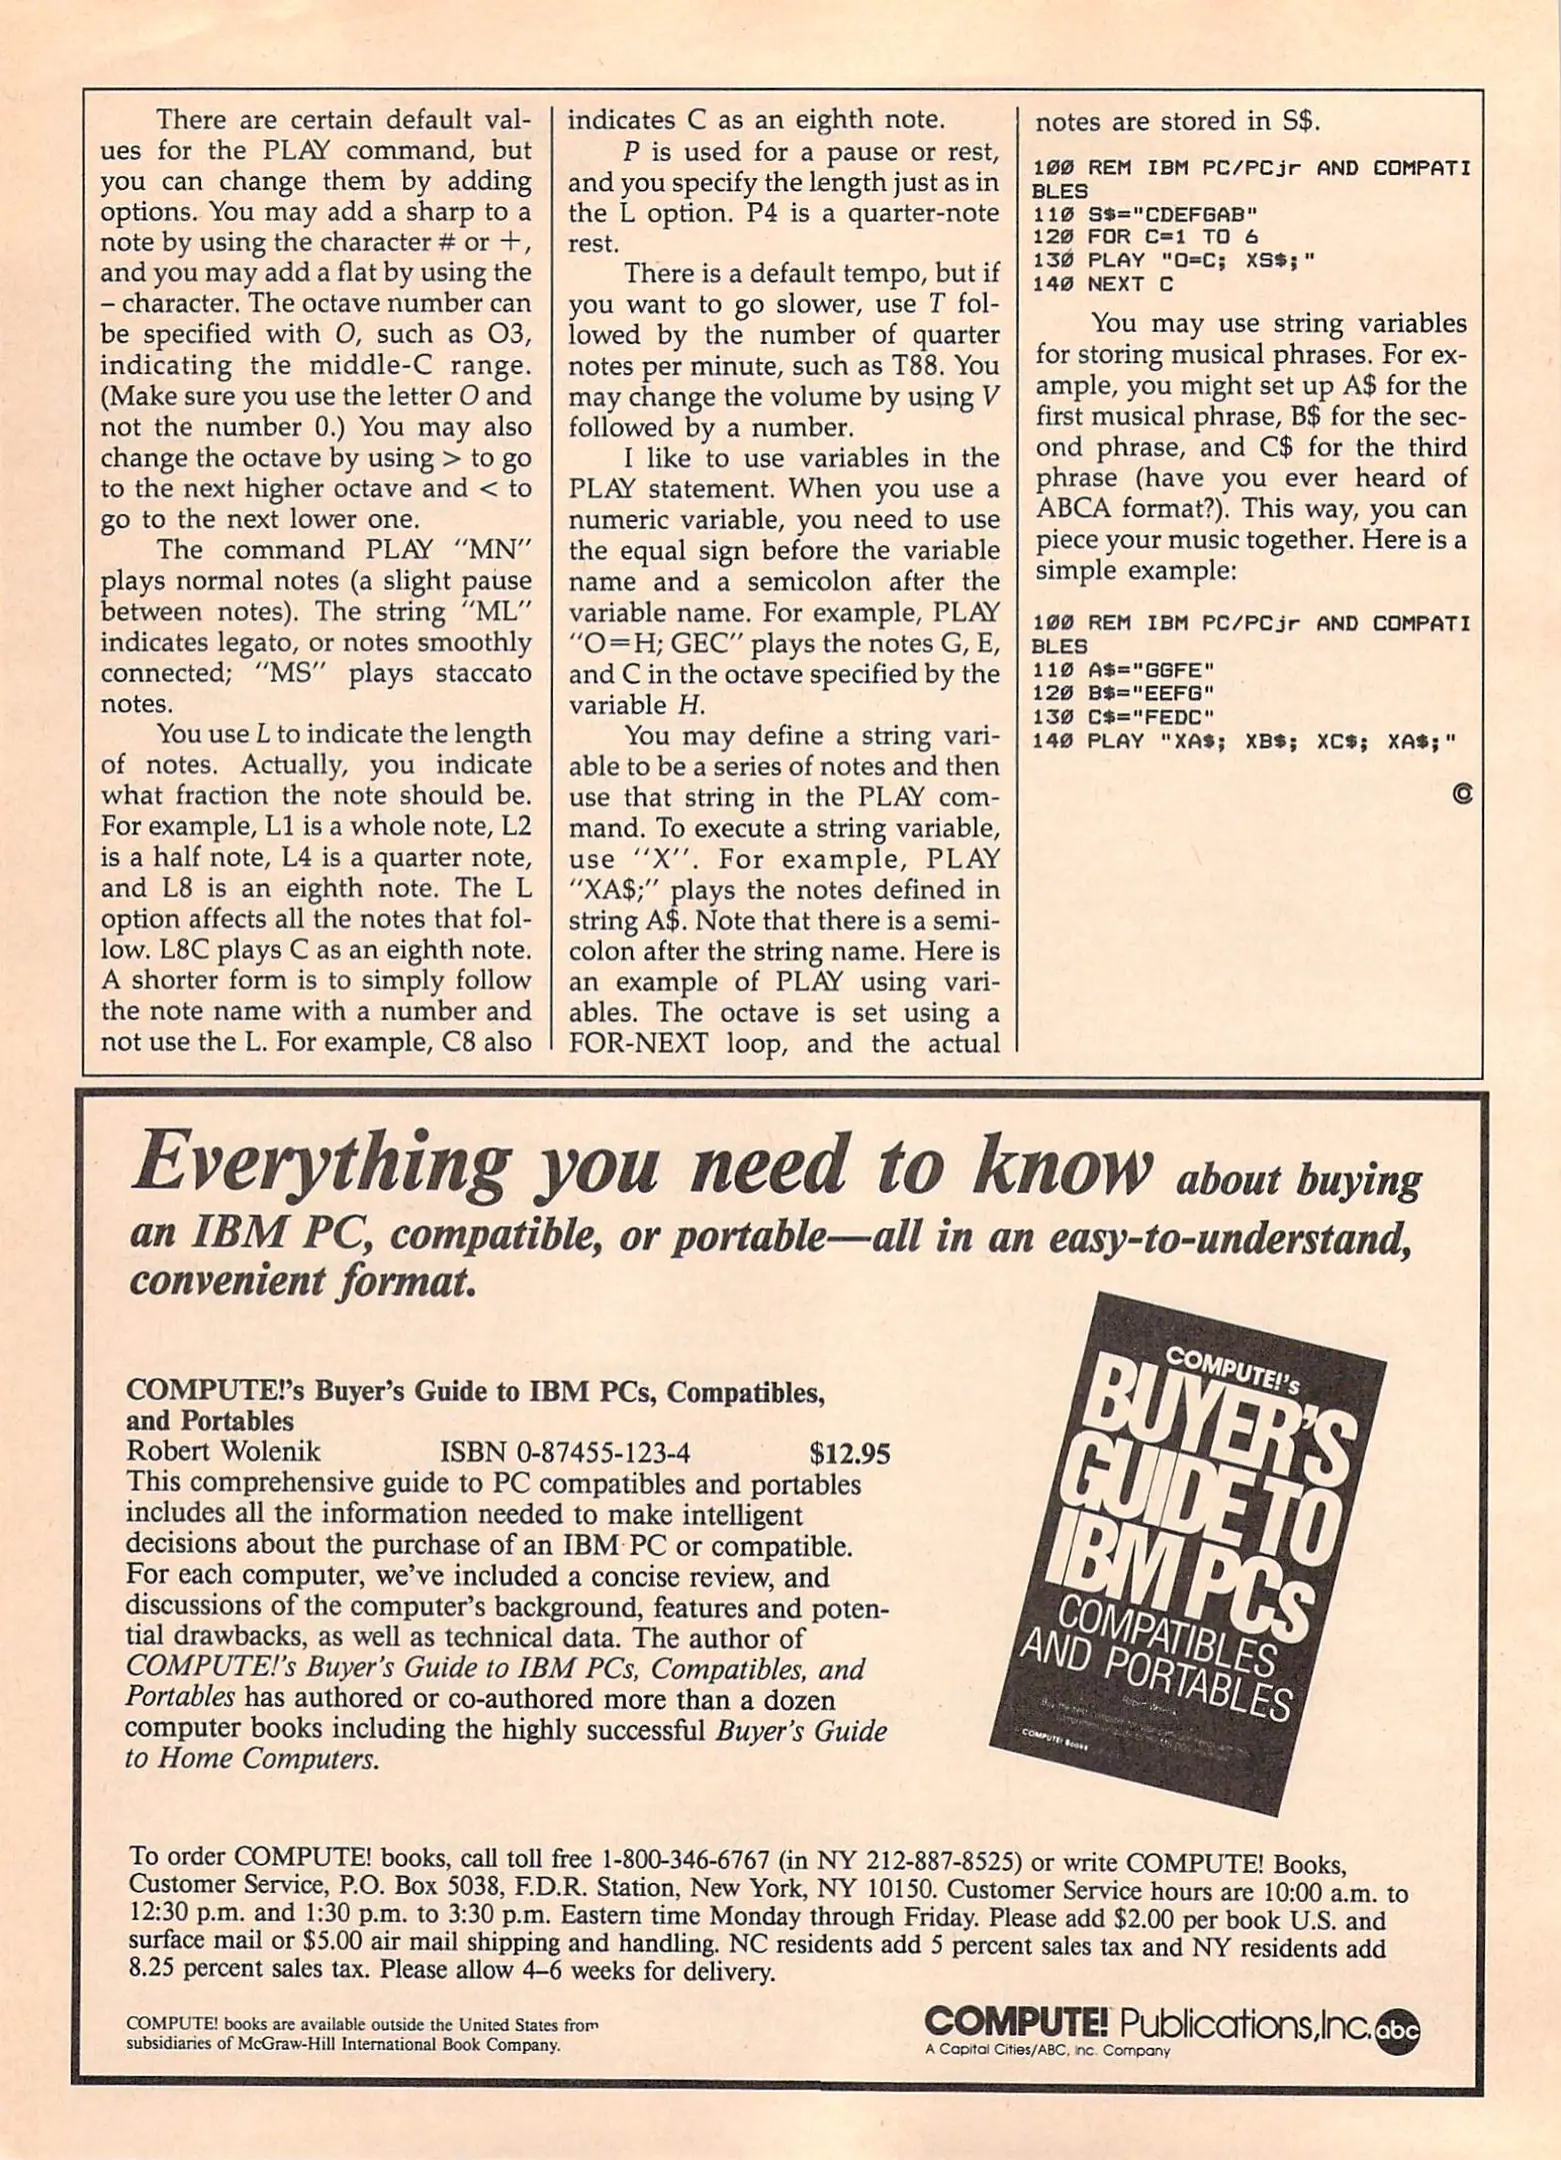 There are certain default val-
ues for the PLAY command, but
you can change them by adding
options. You may add a sharp to a
note by using the character # or +,
and you may add a flat by using the
– character. The octave number can
be specified with O, such as O3,
indicating the middle-C range.
(Make sure you use the letter O and
not the number 0.) You may also
change the octave by using > to go
to the next higher octave and < to
go to the next lower one.
The command PLAY "MN"
plays normal notes (a slight pause
between notes). The string "ML"
indicates legato, or notes smoothly
connected; "MS" plays staccato
notes.
You use L to indicate the length
of notes. Actually, you indicate
what fraction the note should be.
For example, L1 is a whole note, L2
is a half note, L4 is a quarter note,
and L8 is an eighth note. The L
option affects all the notes that fol-
low. L8C plays C as an eighth note.
A shorter form is to simply follow
the note name with a number and
not use the L. For example, C8 also
indicates C as an eighth note.
P is used for a pause or rest,
and you specify the length just as in
the L option. P4 is a quarter-note
rest.
There is a default tempo, but if
you want to go slower, use T fol-
lowed by the number of quarter
notes per minute, such as T88. You
may change the volume by using V
followed by a number.
I like to use variables in the
PLAY statement. When you use a
numeric variable, you need to use
the equal sign before the variable
name and a semicolon after the
variable name. For example, PLAY
"O=H; GEC" plays the notes G, E,
and C in the octave specified by the
variable H.
You may define a string vari-
able to be a series of notes and then
use that string in the PLAY com-
mand. To execute a string variable,
use "X". For example, PLAY
"XA$;" plays the notes defined in
string A$. Note that there is a semi-
colon after the string name. Here is
an example of PLAY using vari-
ables. The octave is set using a
FOR-NEXT loop, and the actual
notes are stored in S$.
100 REM IBM PC/PCjr AND COMPATI
BLES
110 S$="CDEFGAB"
120 FOR C=1 TO 6
130 PLAY "O=C; XS$;"
140 NEXT C
You may use string variables
for storing musical phrases. For ex-
ample, you might set up A$ for the
first musical phrase, B$ for the sec-
ond phrase, and C$ for the third
phrase (have you ever heard of
ABCA format?). This way, you can
piece your music together. Here is a
simple example:
100 REM IBM PC/PCjr AND COMPATI
BLES
110 A$="GGFE"
120 B$="EEFG"
130 C$="FEDC"
140 PLAY "XA$; XB$; XC$; XA$;"
Everything you need to know about buying
an IBM PC, compatible, or portable—all in an easy-to-understand,
convenient format.
COMPUTE!'s Buyer's Guide to IBM PCs, Compatibles,
and Portables
Robert Wolenik ISBN 0-87455-123-4 $12.95
This comprehensive guide to PC compatibles and portables
includes all the information needed to make intelligent
decisions about the purchase of an IBM PC or compatible.
For each computer, we've included a concise review, and
discussions of the computer's background, features and poten-
tial drawbacks, as well as technical data. The author of
COMPUTE!'s Buyer's Guide to IBM PCs, Compatibles, and
Portables has authored or co-authored more than a dozen
computer books including the highly successful Buyer's Guide
to Home Computers.
COMPUTE!'s
BUYER'S
GUIDE TO
IBM PCs
COMPATIBLES
AND PORTABLES
COMPUTE! Books
To order COMPUTE! books, call toll free 1-800-346-6767 (in NY 212-887-8525) or write COMPUTE! Books,
Customer Service, P.O. Box 5038, F.D.R. Station, New York, NY 10150. Customer Service hours are 10:00 a.m. to
12:30 p.m. and 1:30 p.m. to 3:30 p.m. Eastern time Monday through Friday. Please add $2.00 per book U.S. and
surface mail or $5.00 air mail shipping and handling. NC residents add 5 percent sales tax and NY residents add
8.25 percent sales tax. Please allow 4–6 weeks for delivery.
COMPUTE! books are available outside the United States from
subsidiaries of McGraw-Hill International Book Company.
COMPUTE! Publications,Inc. abc
A Capital Cities/ABC, Inc. Company